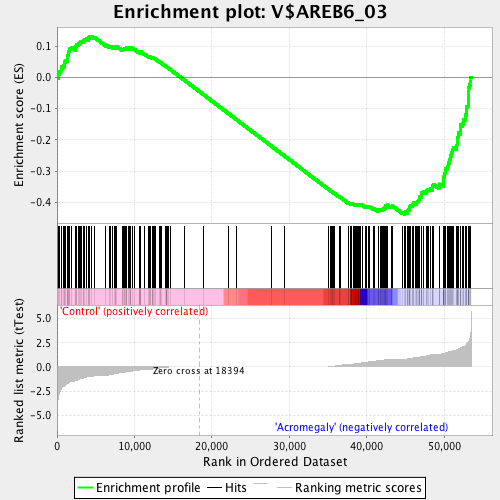 Enrichment plot: V$AREB6_03
Enrichment score (ES)
0.1
0.0
-0.1
-0.2
-0.3
-0.4
Ranked list metric (tTest)
'Control' (positively correlated)
5.0
2.5
0.0
-2.5
-5.0
Zero cross at 18394
'Acromegaly' (negatively correlated)
0 10,000 20,000 30,000 40,000 50,000
Rank in Ordered Dataset
Enrichment profile Hits Ranking metric scores